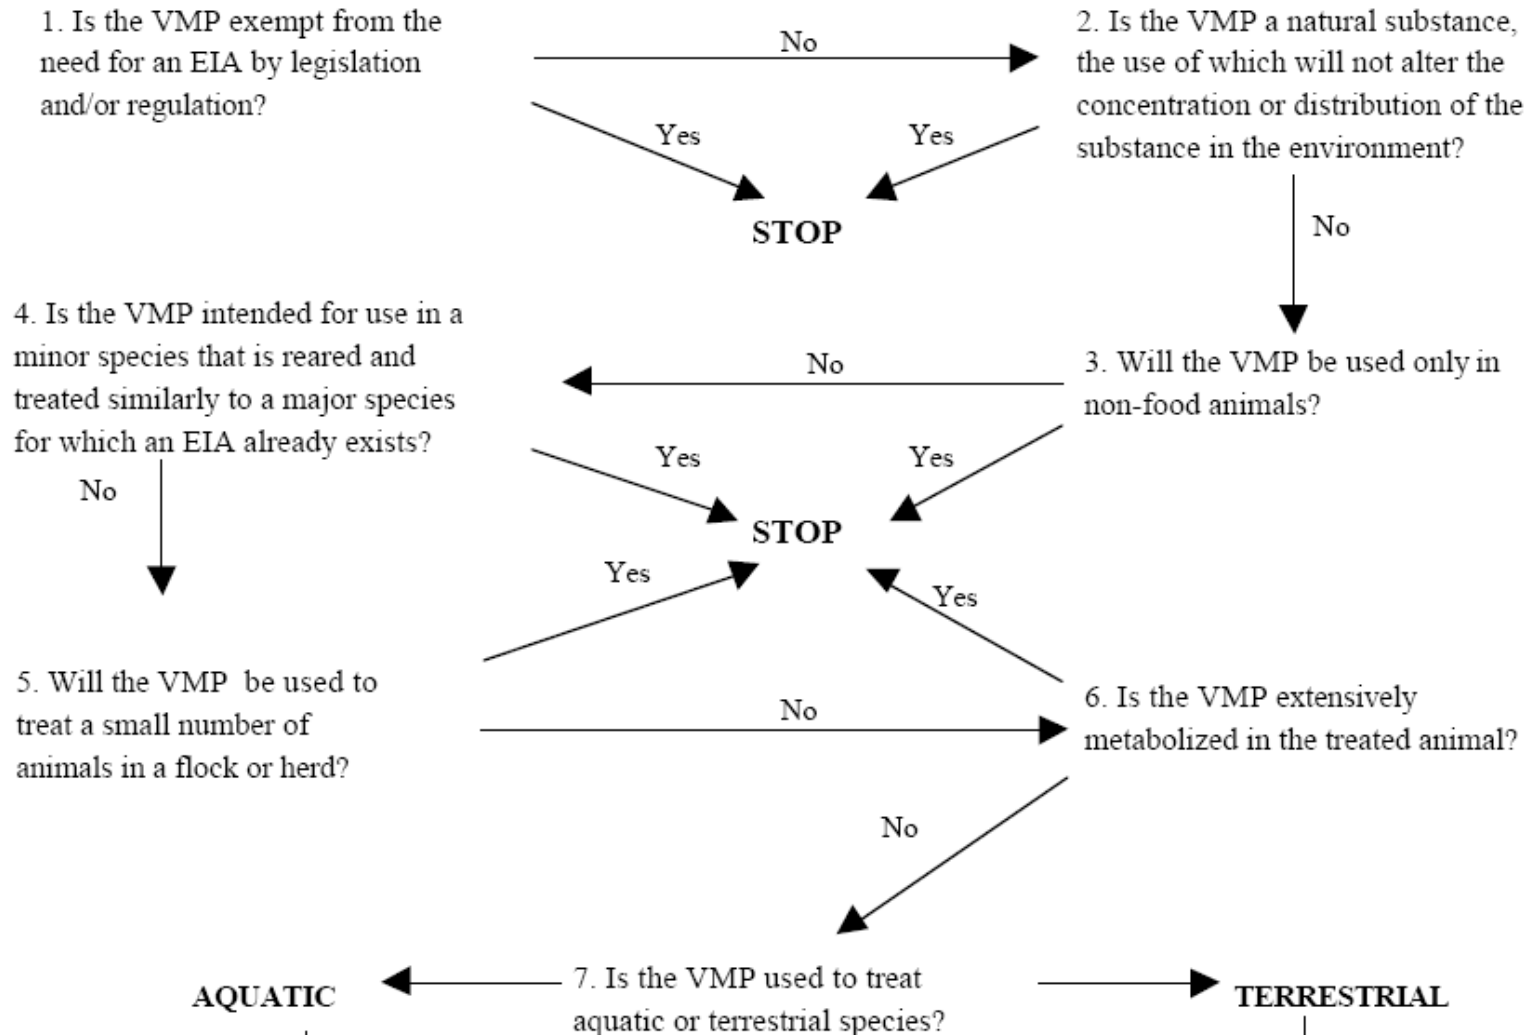 1. Is the VMP exempt from the
need for an EIA by legislation
and/or regulation?
No
2. Is the VMP a natural substance,
the use of which will not alter the
concentration or distribution of the
substance in the environment?
Yes
Yes
STOP
No
4. Is the VMP intended for use in a
minor species that is reared and
treated similarly to a major species
for which an EIA already exists?
No
3. Will the VMP be used only in
non-food animals?
Yes
Yes
No
STOP
Yes
Yes
5. Will the VMP be used to
treat a small number of
animals in a flock or herd?
No
6. Is the VMP extensively
metabolized in the treated animal?
No
AQUATIC
7. Is the VMP used to treat
aquatic or terrestrial species?
TERRESTRIAL